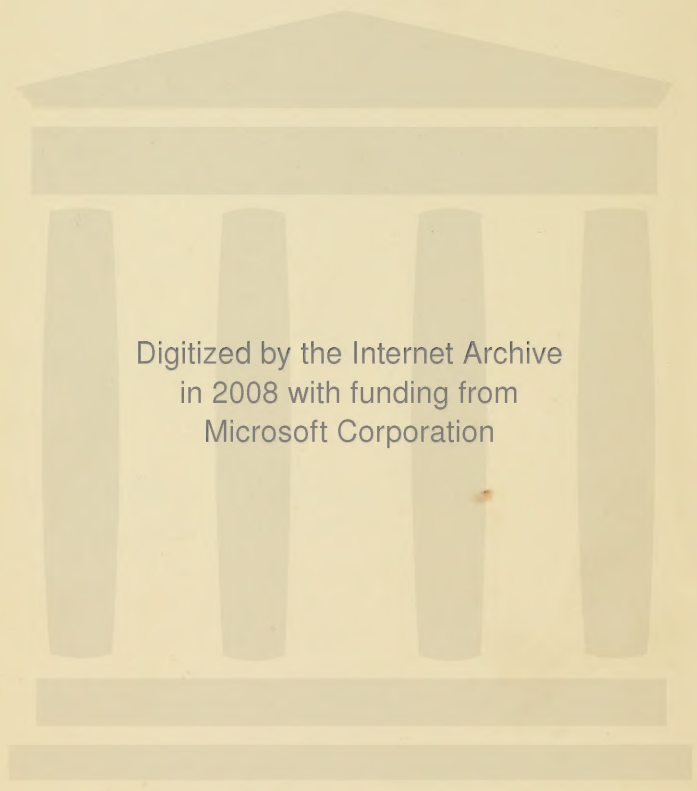 Digitized by the Internet Archive
in 2008 with funding from
Microsoft Corporation